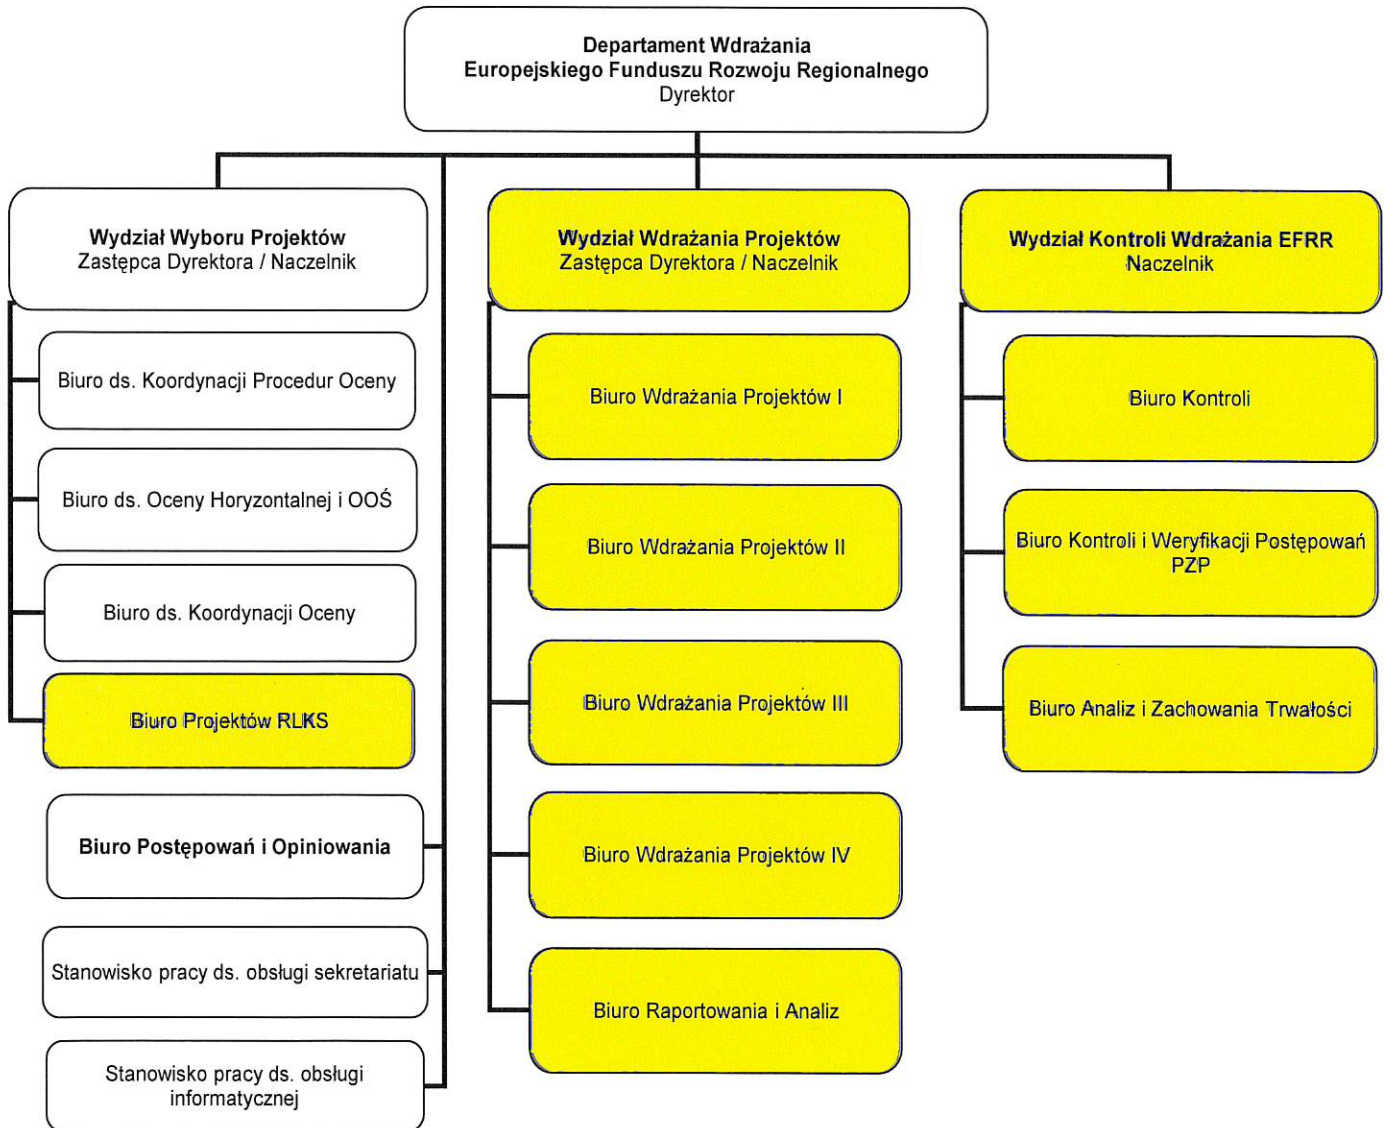 Departament Wdrażania
Europejskiego Funduszu Rozwoju Regionalnego
Dyrektor
Wydział Wyboru Projektów
Zastępca Dyrektora / Naczelnik
Biuro ds. Koordynacji Procedur Oceny
Biuro ds. Oceny Horyzontalnej i OOŚ
Biuro ds. Koordynacji Oceny
Biuro Projektów RLKS
Biuro Postępowań i Opiniowania
Stanowisko pracy ds. obsługi sekretariatu
Stanowisko pracy ds. obsługi
informatycznej
Wydział Wdrażania Projektów
Zastępca Dyrektora / Naczelnik
Biuro Wdrażania Projektów I
Biuro Wdrażania Projektów II
Biuro Wdrażania Projektów III
Biuro Wdrażania Projektów IV
Biuro Raportowania i Analiz
Wydział Kontroli Wdrażania EFRR
Naczelnik
Biuro Kontroli
Biuro Kontroli i Weryfikacji Postępowań
PZP
Biuro Analiz i Zachowania Trwałości